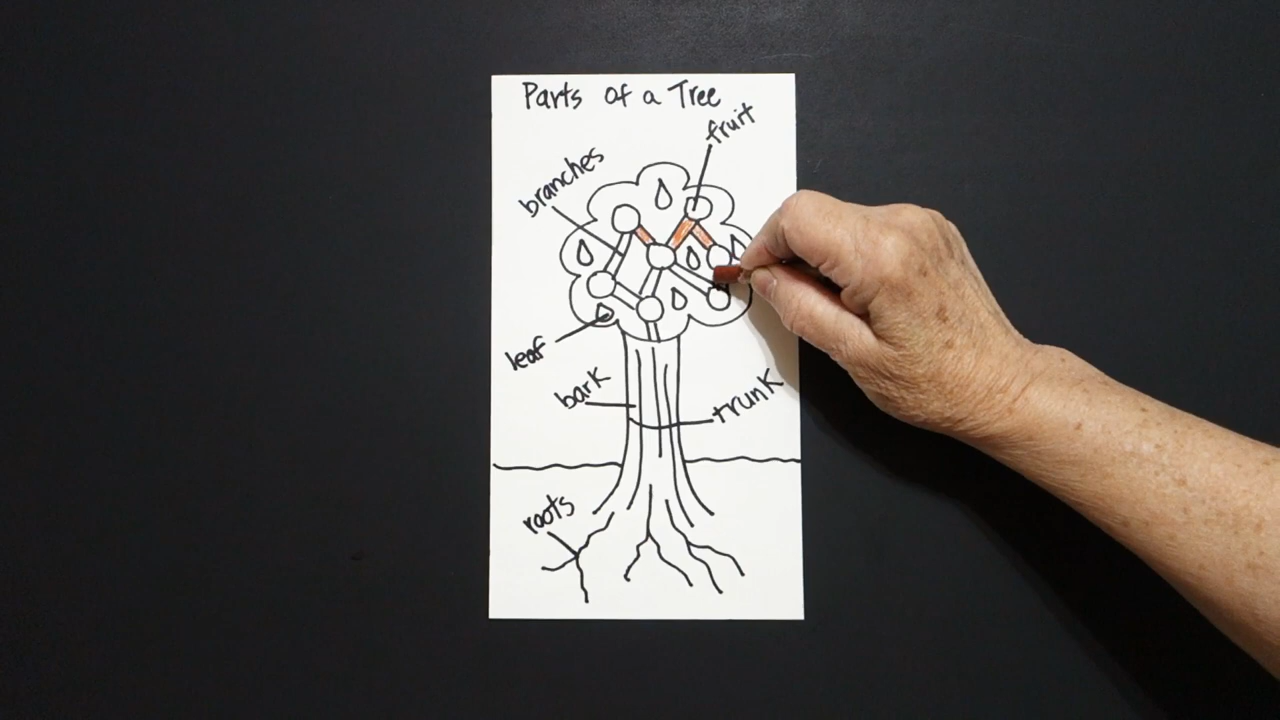 Parts of a Tree
fruit
branches
leaf
bark
trunk
roots